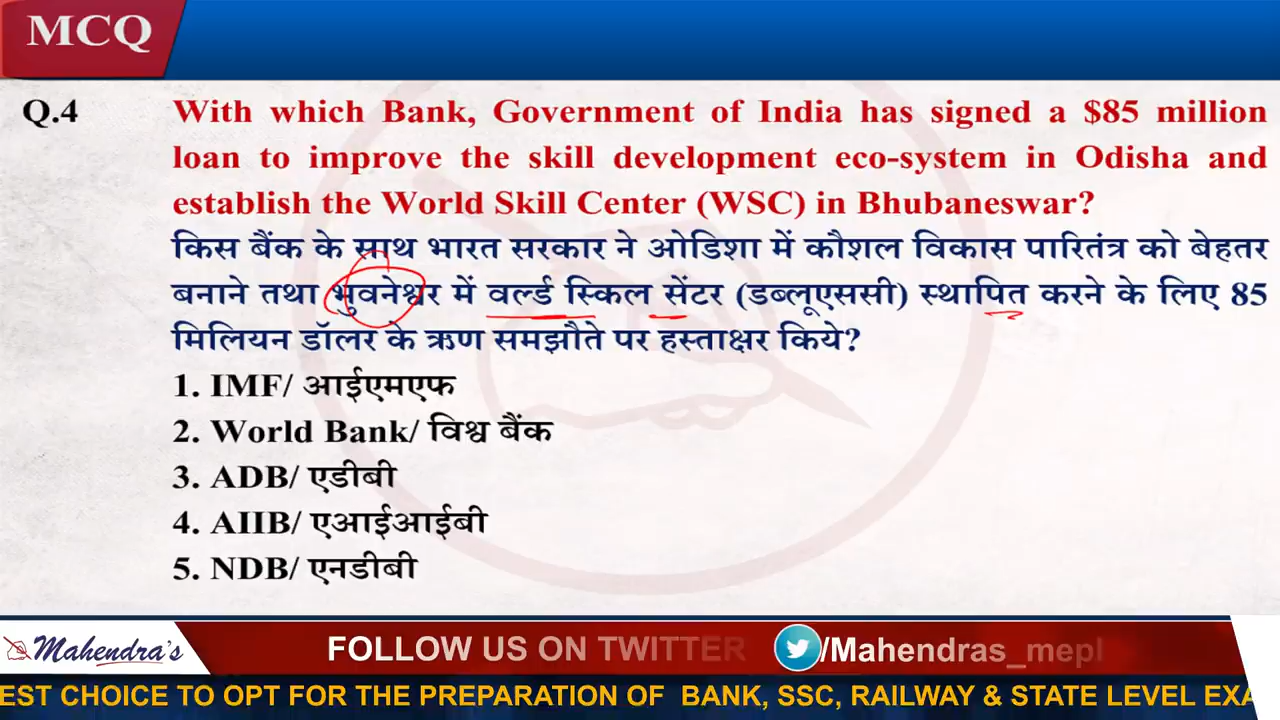 MCQ
Q.4 With which Bank, Government of India has signed a $85 million
loan to improve the skill development eco-system in Odisha and
establish the World Skill Center (WSC) in Bhubaneswar?
किस बैंक के साथ भारत सरकार ने ओडिशा में कौशल विकास पारितंत्र को बेहतर
बनाने तथा भुवनेश्वर में वर्ल्ड स्किल सेंटर (डब्लूएससी) स्थापित करने के लिए 85
मिलियन डॉलर के ऋण समझौते पर हस्ताक्षर किये?
1. IMF/ आईएमएफ
2. World Bank/ विश्व बैंक
3. ADB/ एडीबी
4. AIIB/ एआईआईबी
5. NDB/ एनडीबी
Mahendra's FOLLOW US ON TWITTER /Mahendras_mepl
EST CHOICE TO OPT FOR THE PREPARATION OF BANK, SSC, RAILWAY & STATE LEVEL EXA